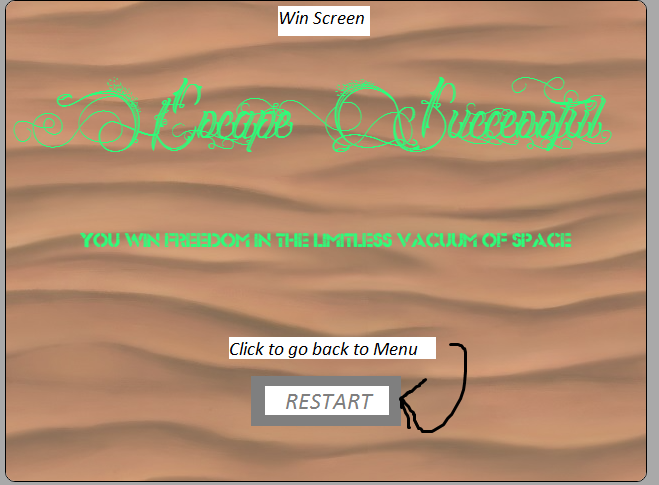 Win Screen
Escape Successful
YOU WIN FREEDOM IN THE LIMITLESS VACUUM OF SPACE
Click to go back to Menu
RESTART